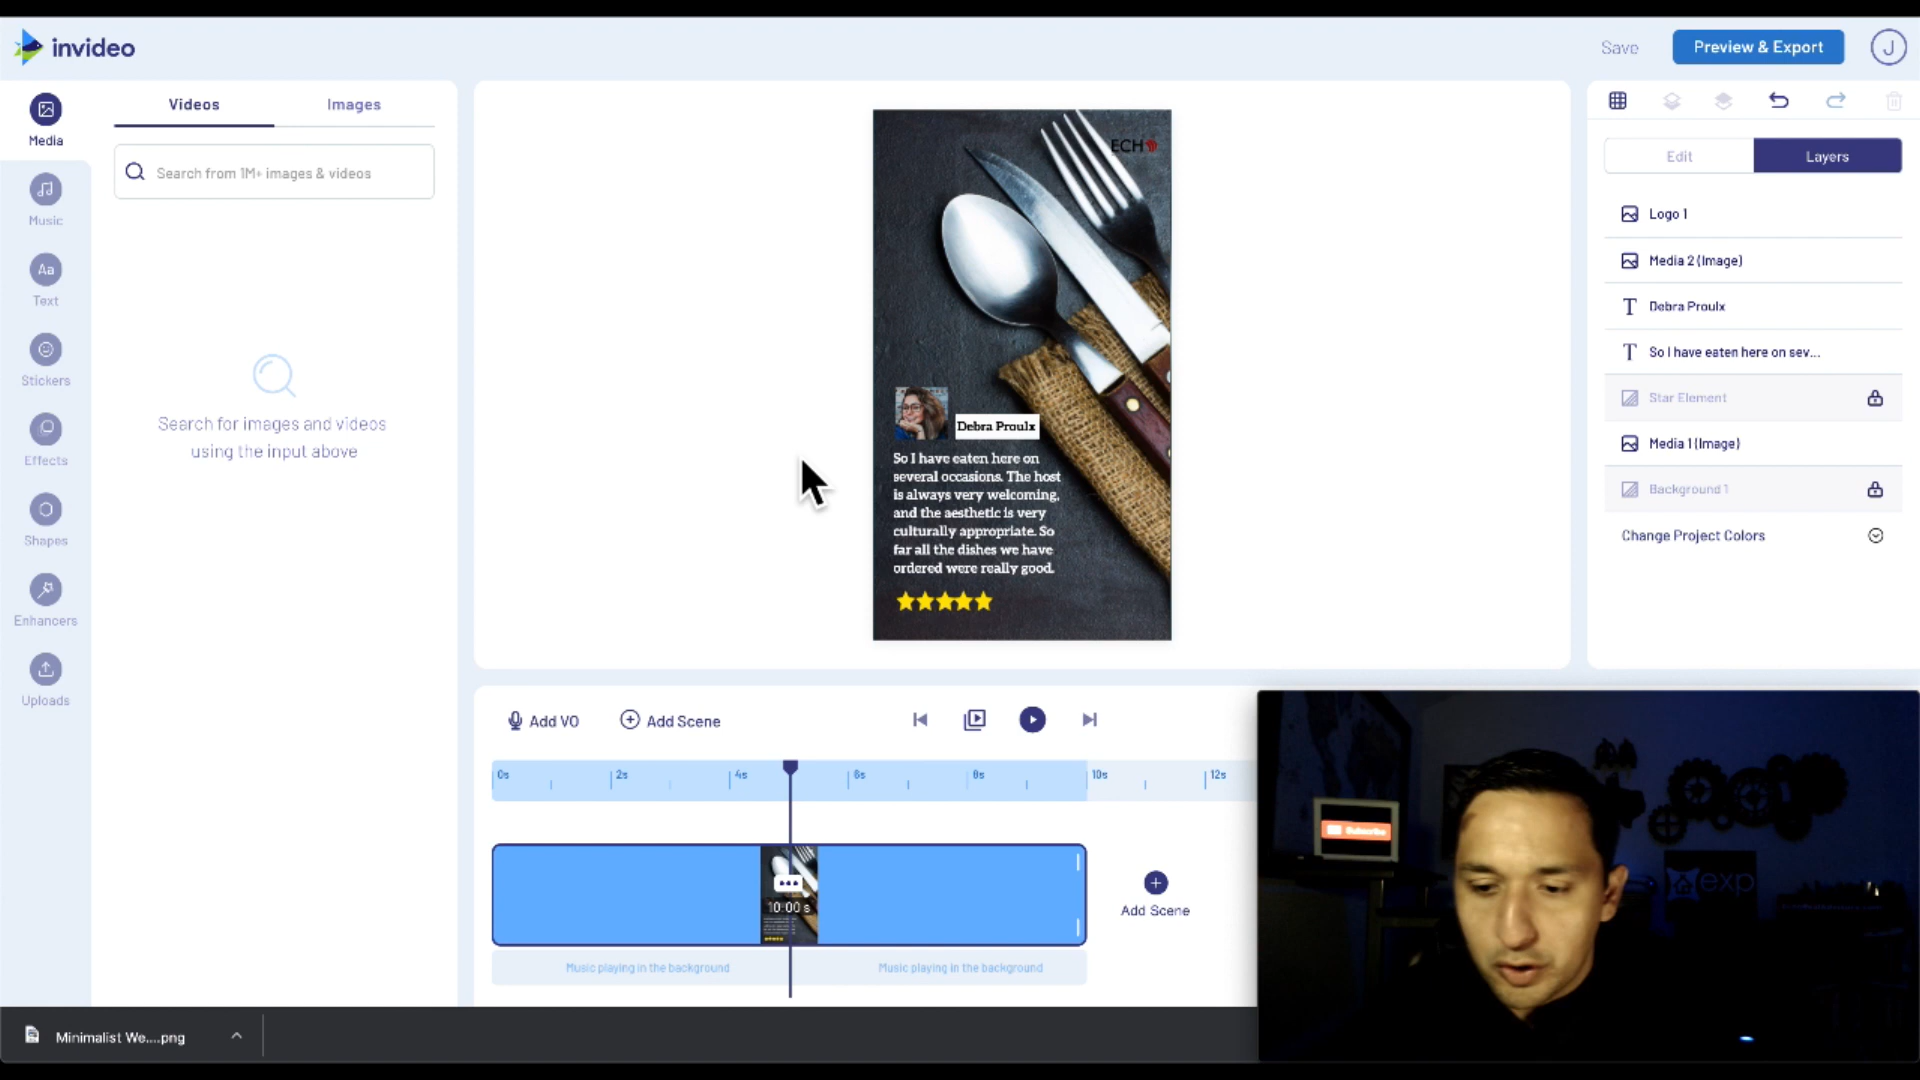 invideo
Save
Preview & Export
J
Media
Music
Aa
Text
Stickers
Effects
Shapes
Enhancers
Uploads
Videos
Images
Search from 1M+ images & videos
Search for images and videos
using the input above
ECH
Debra Proulx
So I have eaten here on
several occasions. The host
is always very welcoming,
and the aesthetic is very
culturally appropriate. So
far all the dishes we have
ordered were really good.
Edit
Layers
Logo 1
Media 2 (Image)
T Debra Proulx
T So I have eaten here on sev...
Star Element
Media 1 (Image)
Background 1
Change Project Colors
Add VO
Add Scene
0s
2s
4s
6s
8s
10s
12s
10:00 s
Add Scene
Music playing in the background
Music playing in the background
Subscribe
exp
Minimalist We....png